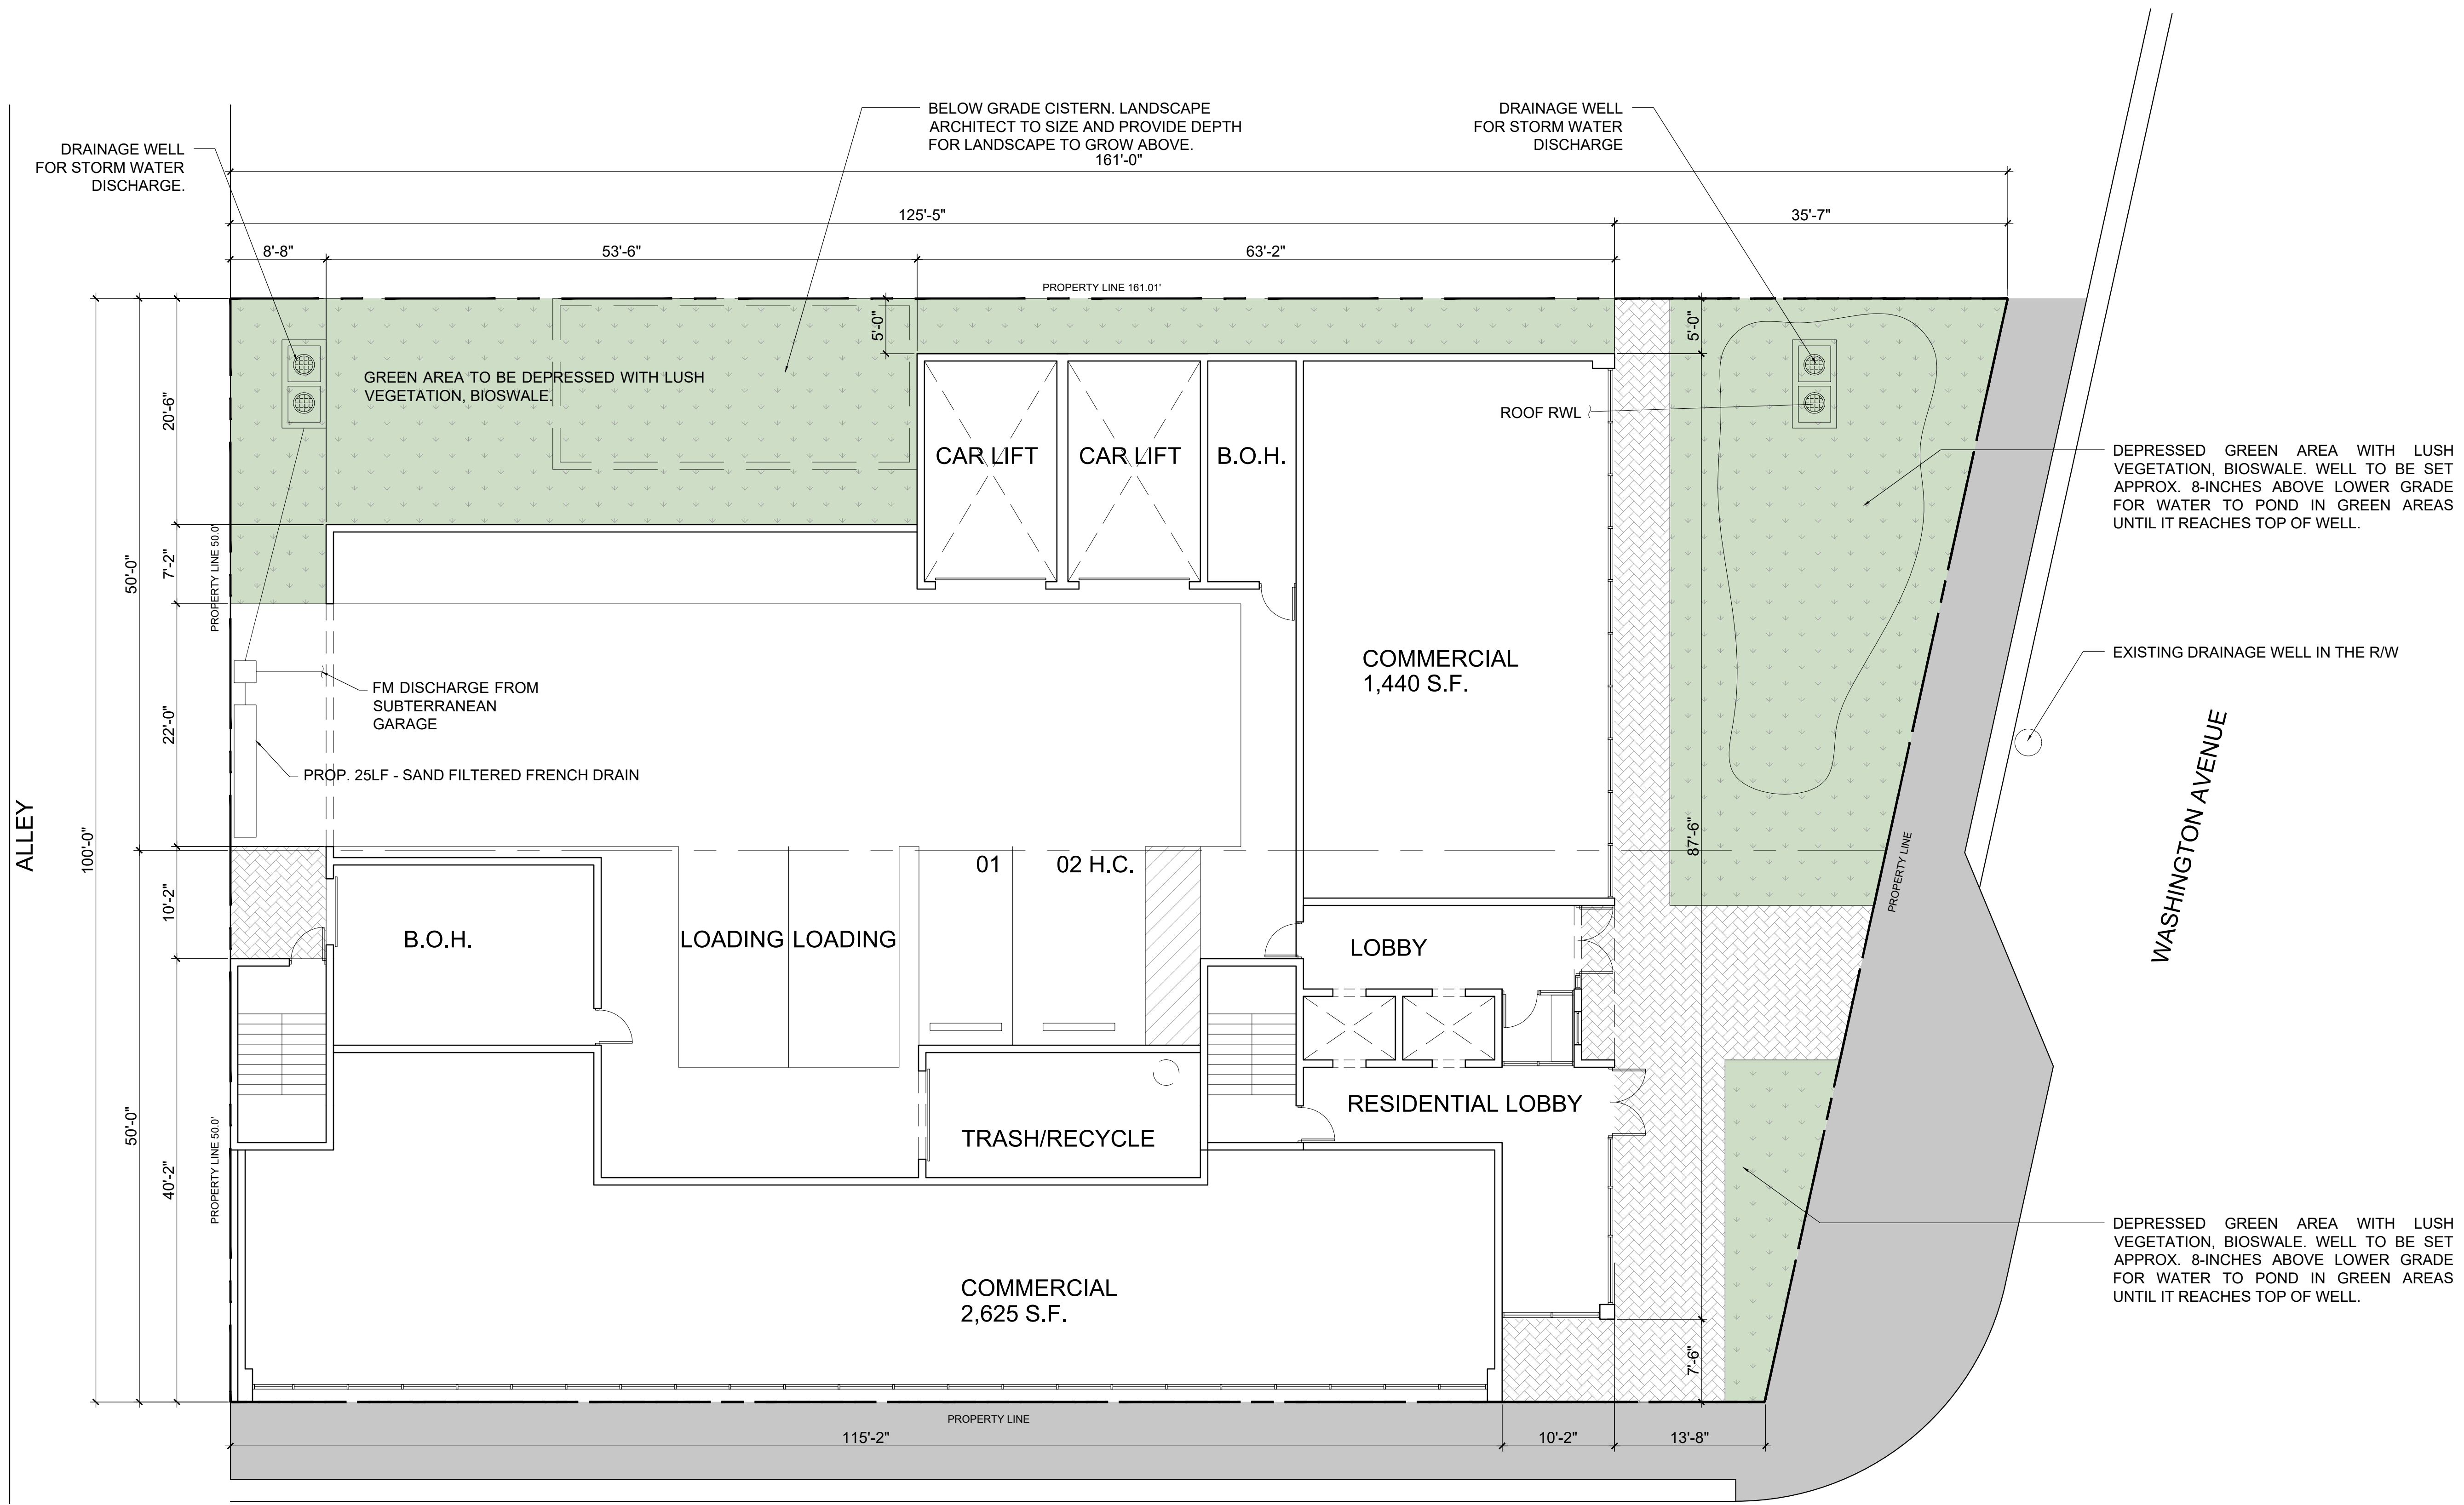 BELOW GRADE CISTERN. LANDSCAPE
ARCHITECT TO SIZE AND PROVIDE DEPTH
FOR LANDSCAPE TO GROW ABOVE.
DRAINAGE WELL
FOR STORM WATER
DISCHARGE
DRAINAGE WELL
FOR STORM WATER
DISCHARGE.
161'-0"
125'-5"
35'-7"
8'-8"
53'-6"
63'-2"
PROPERTY LINE 161.01'
5'-0"
5'-0"
GREEN AREA TO BE DEPRESSED WITH LUSH
VEGETATION, BIOSWALE.
20'-6"
ROOF RWL
CAR LIFT
CAR LIFT
B.O.H.
DEPRESSED GREEN AREA WITH LUSH
VEGETATION, BIOSWALE. WELL TO BE SET
APPROX. 8-INCHES ABOVE LOWER GRADE
FOR WATER TO POND IN GREEN AREAS
UNTIL IT REACHES TOP OF WELL.
PROPERTY LINE 50.0'
50'-0"
7'-2"
COMMERCIAL
1,440 S.F.
EXISTING DRAINAGE WELL IN THE R/W
FM DISCHARGE FROM
SUBTERRANEAN
GARAGE
22'-0"
PROP. 25LF - SAND FILTERED FRENCH DRAIN
ALLEY
100'-0"
87'-6"
WASHINGTON AVENUE
PROPERTY LINE
01
02 H.C.
10'-2"
B.O.H.
LOADING
LOADING
LOBBY
RESIDENTIAL LOBBY
TRASH/RECYCLE
50'-0"
PROPERTY LINE 50.0'
40'-2"
DEPRESSED GREEN AREA WITH LUSH
VEGETATION, BIOSWALE. WELL TO BE SET
APPROX. 8-INCHES ABOVE LOWER GRADE
FOR WATER TO POND IN GREEN AREAS
UNTIL IT REACHES TOP OF WELL.
COMMERCIAL
2,625 S.F.
7'-6"
PROPERTY LINE
115'-2"
10'-2"
13'-8"